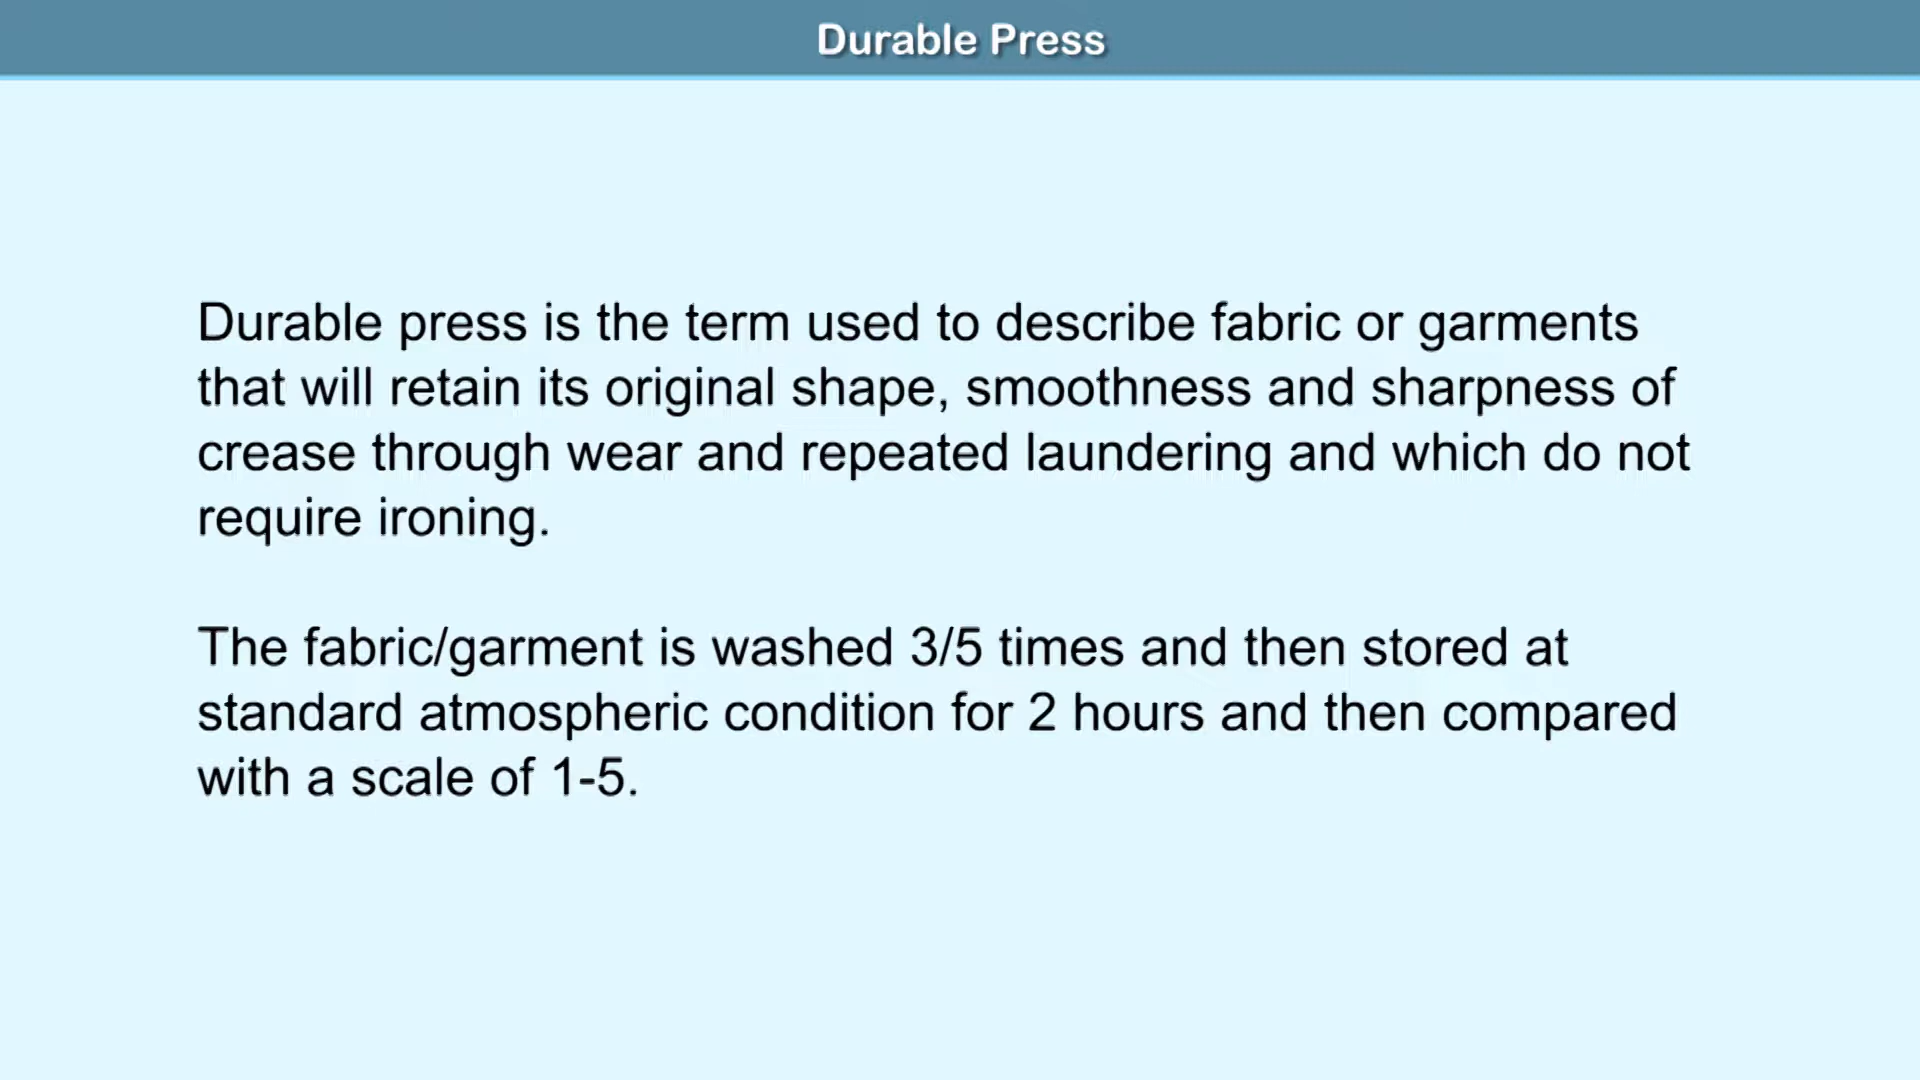 Durable Press
Durable press is the term used to describe fabric or garments
that will retain its original shape, smoothness and sharpness of
crease through wear and repeated laundering and which do not
require ironing.
The fabric/garment is washed 3/5 times and then stored at
standard atmospheric condition for 2 hours and then compared
with a scale of 1-5.